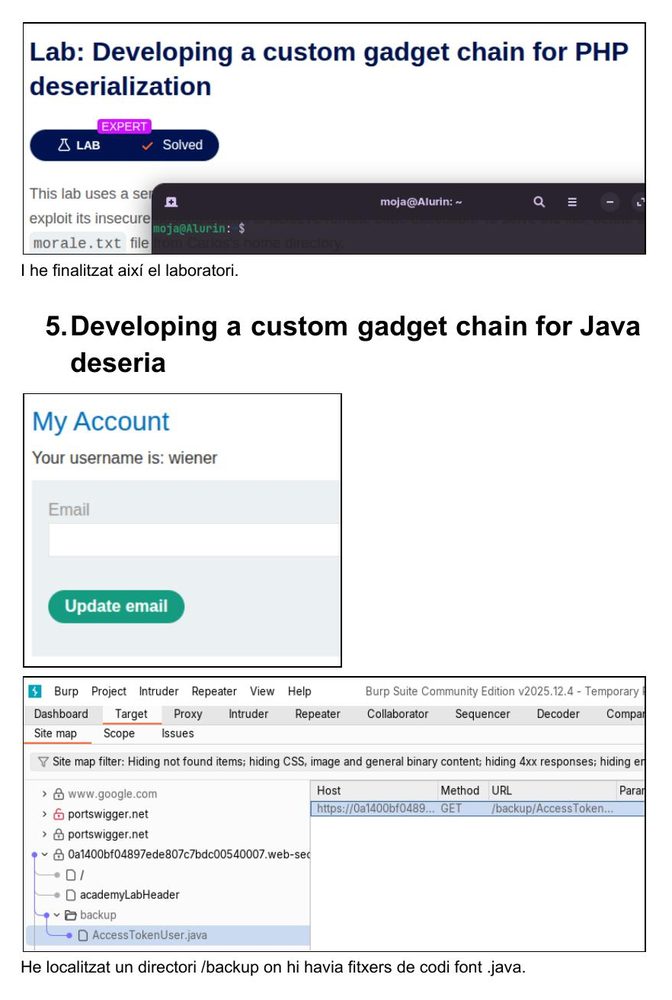 Lab: Developing a custom gadget chain for PHP
deserialization
EXPERT
LAB Solved
This lab uses a ser
moja@Alurin: ~
exploit its insecure
moja@Alurin: $
morale.txt file from Carlos's home directory.
I he finalitzat així el laboratori.
5. Developing a custom gadget chain for Java
deseria
My Account
Your username is: wiener
Email
Update email
Burp Project Intruder Repeater View Help Burp Suite Community Edition v2025.12.4 - Temporary
Dashboard Target Proxy Intruder Repeater Collaborator Sequencer Decoder Compar
Site map Scope Issues
Site map filter: Hiding not found items; hiding CSS, image and general binary content; hiding 4xx responses; hiding e
Host Method URL Para
www.google.com
https://0a1400bf0489... GET /backup/AccessToken...
portswigger.net
portswigger.net
0a1400bf04897ede807c7bdc00540007.web-sec
/
academyLabHeader
backup
AccessTokenUser.java
He localitzat un directori /backup on hi havia fitxers de codi font .java.